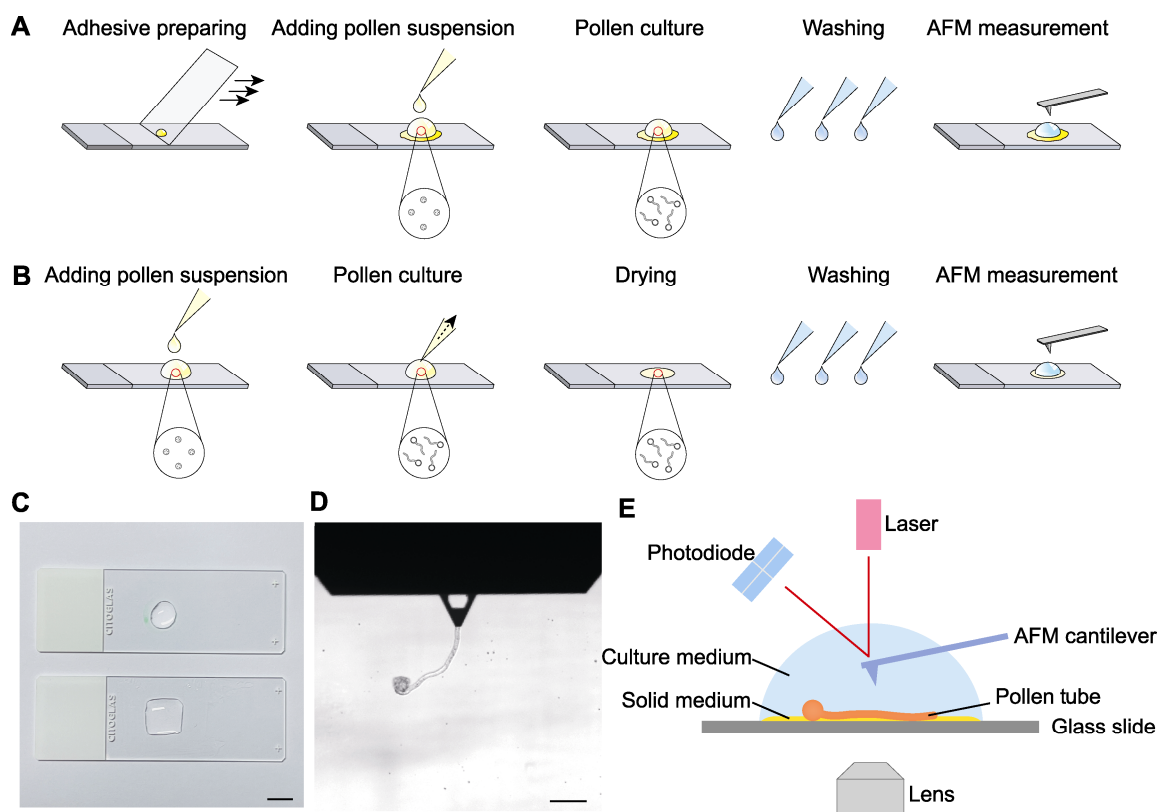 A
Adhesive preparing
Adding pollen suspension
Pollen culture
Washing
AFM measurement
B
Adding pollen suspension
Pollen culture
Drying
Washing
AFM measurement
C
CITOGLAS
CITOGLAS
D
E
Laser
Photodiode
AFM cantilever
Culture medium
Solid medium
Pollen tube
Glass slide
Lens